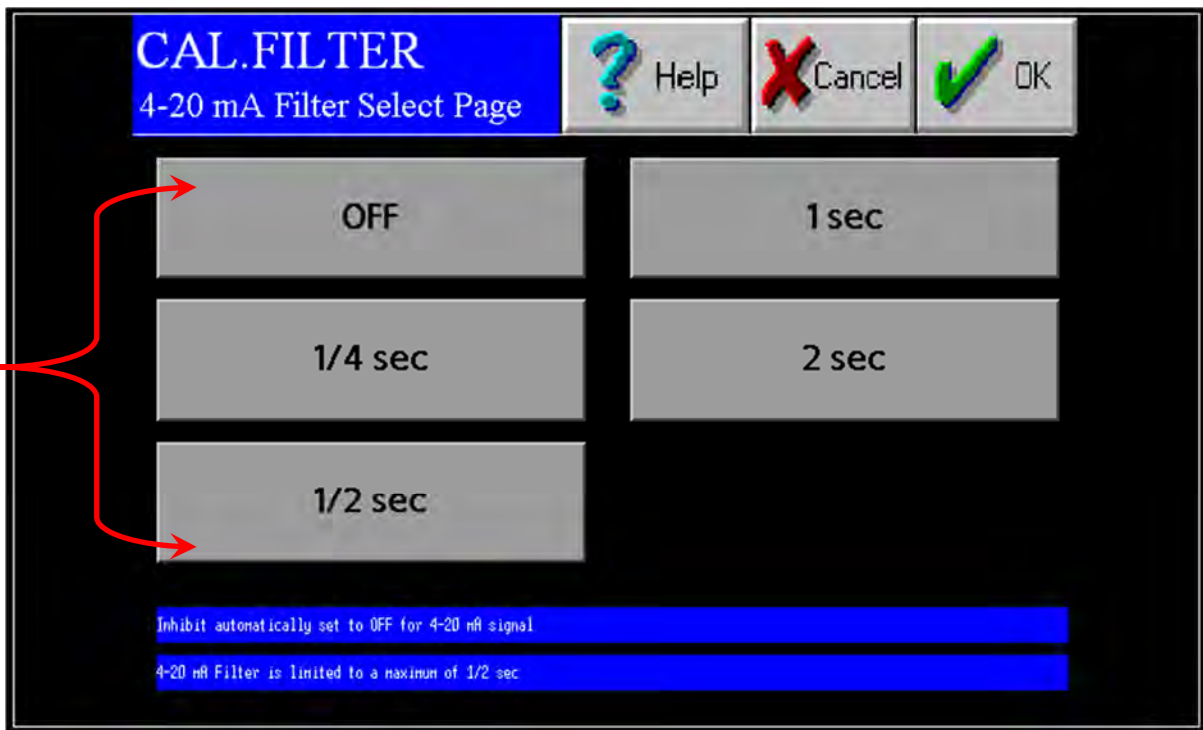 CAL.FILTER
4-20 mA Filter Select Page
Help
Cancel
OK
OFF
1 sec
1/4 sec
2 sec
1/2 sec
Inhibit automatically set to OFF for 4-20 mA signal
4-20 mA Filter is limited to a maximum of 1/2 sec